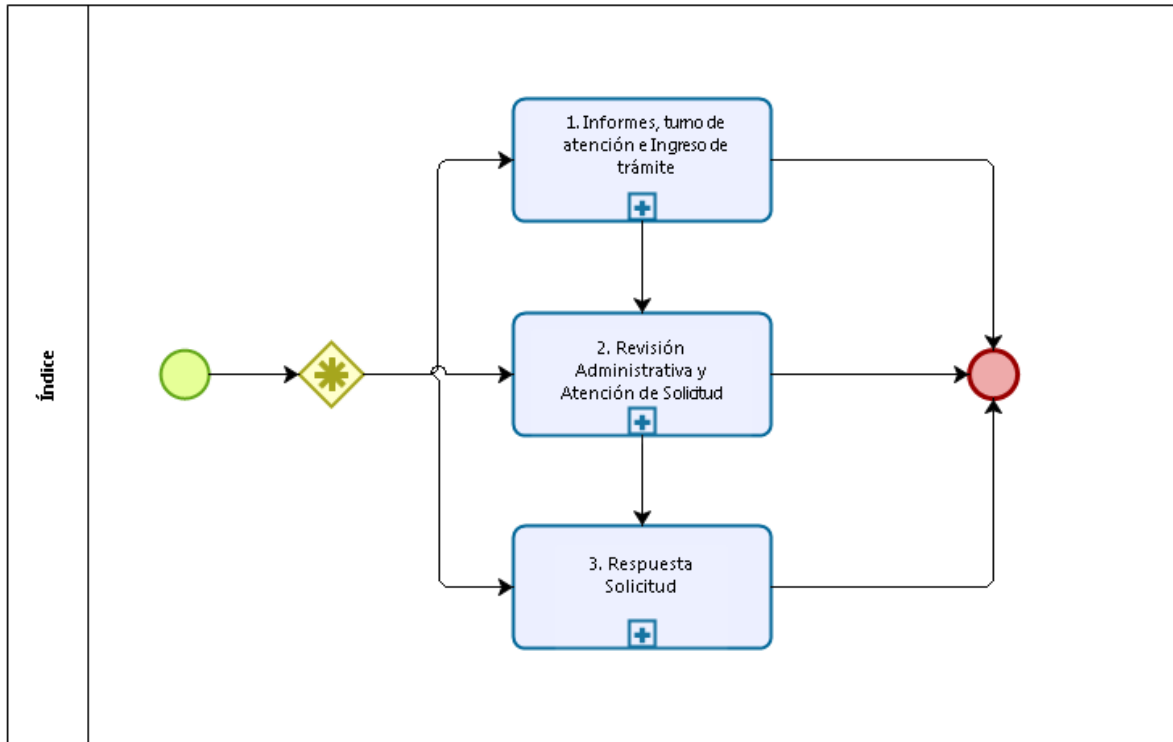 Índice
1. Informes, turno de
atención e Ingreso de
trámite
2. Revisión
Administrativa y
Atención de Solicitud
3. Respuesta
Solicitud